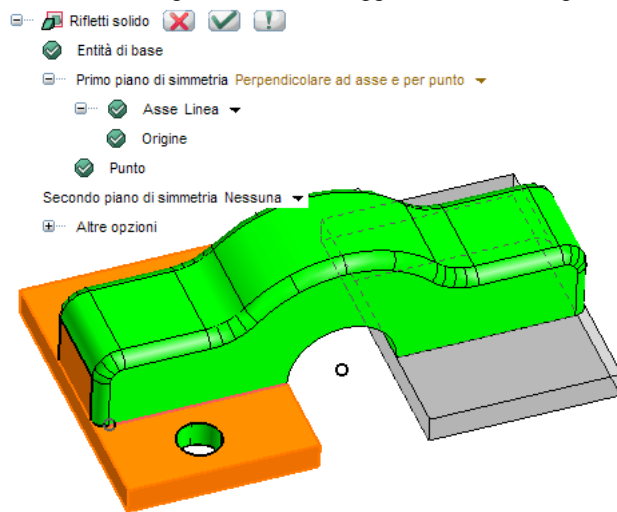 Rifletti solido
Entità di base
Primo piano di simmetria Perpendicolare ad asse e per punto
Asse Linea
Origine
Punto
Secondo piano di simmetria Nessuna
Altre opzioni